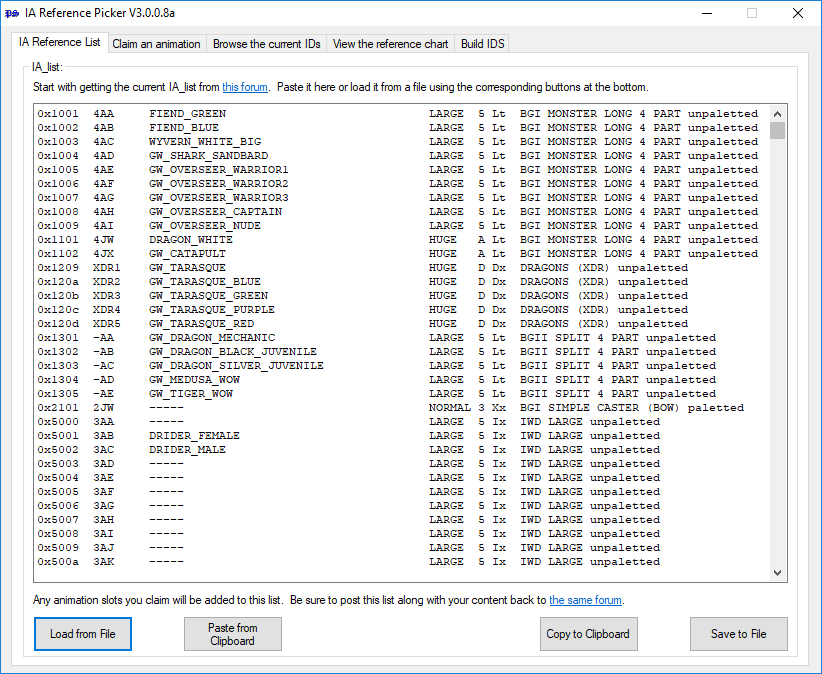 IA Reference Picker V3.0.0.8a
IA Reference List Claim an animation Browse the current IDs View the reference chart Build IDS
IA_list:
Start with getting the current IA_list from this forum. Paste it here or load it from a file using the corresponding buttons at the bottom.
0x1001 4AA FIEND_GREEN LARGE 5 Lt BGI MONSTER LONG 4 PART unpaletted
0x1002 4AB FIEND_BLUE LARGE 5 Lt BGI MONSTER LONG 4 PART unpaletted
0x1003 4AC WYVERN_WHITE_BIG LARGE 5 Lt BGI MONSTER LONG 4 PART unpaletted
0x1004 4AD GW_SHARK_SANDBARD LARGE 5 Lt BGI MONSTER LONG 4 PART unpaletted
0x1005 4AE GW_OVERSEER_WARRIOR1 LARGE 5 Lt BGI MONSTER LONG 4 PART unpaletted
0x1006 4AF GW_OVERSEER_WARRIOR2 LARGE 5 Lt BGI MONSTER LONG 4 PART unpaletted
0x1007 4AG GW_OVERSEER_WARRIOR3 LARGE 5 Lt BGI MONSTER LONG 4 PART unpaletted
0x1008 4AH GW_OVERSEER_CAPTAIN LARGE 5 Lt BGI MONSTER LONG 4 PART unpaletted
0x1009 4AI GW_OVERSEER_NUDE LARGE 5 Lt BGI MONSTER LONG 4 PART unpaletted
0x1101 4JW DRAGON_WHITE HUGE A Lt BGI MONSTER LONG 4 PART unpaletted
0x1102 4JX GW_CATAPULT HUGE A Lt BGI MONSTER LONG 4 PART unpaletted
0x1209 XDR1 GW_TARASQUE HUGE D Dx DRAGONS (XDR) unpaletted
0x120a XDR2 GW_TARASQUE_BLUE HUGE D Dx DRAGONS (XDR) unpaletted
0x120b XDR3 GW_TARASQUE_GREEN HUGE D Dx DRAGONS (XDR) unpaletted
0x120c XDR4 GW_TARASQUE_PURPLE HUGE D Dx DRAGONS (XDR) unpaletted
0x120d XDR5 GW_TARASQUE_RED HUGE D Dx DRAGONS (XDR) unpaletted
0x1301 -AA GW_DRAGON_MECHANIC LARGE 5 Lt BGII SPLIT 4 PART unpaletted
0x1302 -AB GW_DRAGON_BLACK_JUVENILE LARGE 5 Lt BGII SPLIT 4 PART unpaletted
0x1303 -AC GW_DRAGON_SILVER_JUVENILE LARGE 5 Lt BGII SPLIT 4 PART unpaletted
0x1304 -AD GW_MEDUSA_WOW LARGE 5 Lt BGII SPLIT 4 PART unpaletted
0x1305 -AE GW_TIGER_WOW LARGE 5 Lt BGII SPLIT 4 PART unpaletted
0x2101 2JW ----- NORMAL 3 Xx BGI SIMPLE CASTER (BOW) paletted
0x5000 3AA ----- LARGE 5 Ix IWD LARGE unpaletted
0x5001 3AB DRIDER_FEMALE LARGE 5 Ix IWD LARGE unpaletted
0x5002 3AC DRIDER_MALE LARGE 5 Ix IWD LARGE unpaletted
0x5003 3AD ----- LARGE 5 Ix IWD LARGE unpaletted
0x5004 3AE ----- LARGE 5 Ix IWD LARGE unpaletted
0x5005 3AF ----- LARGE 5 Ix IWD LARGE unpaletted
0x5006 3AG ----- LARGE 5 Ix IWD LARGE unpaletted
0x5007 3AH ----- LARGE 5 Ix IWD LARGE unpaletted
0x5008 3AI ----- LARGE 5 Ix IWD LARGE unpaletted
0x5009 3AJ ----- LARGE 5 Ix IWD LARGE unpaletted
0x500a 3AK ----- LARGE 5 Ix IWD LARGE unpaletted
Any animation slots you claim will be added to this list. Be sure to post this list along with your content back to the same forum.
Load from File
Paste from
Clipboard
Copy to Clipboard
Save to File